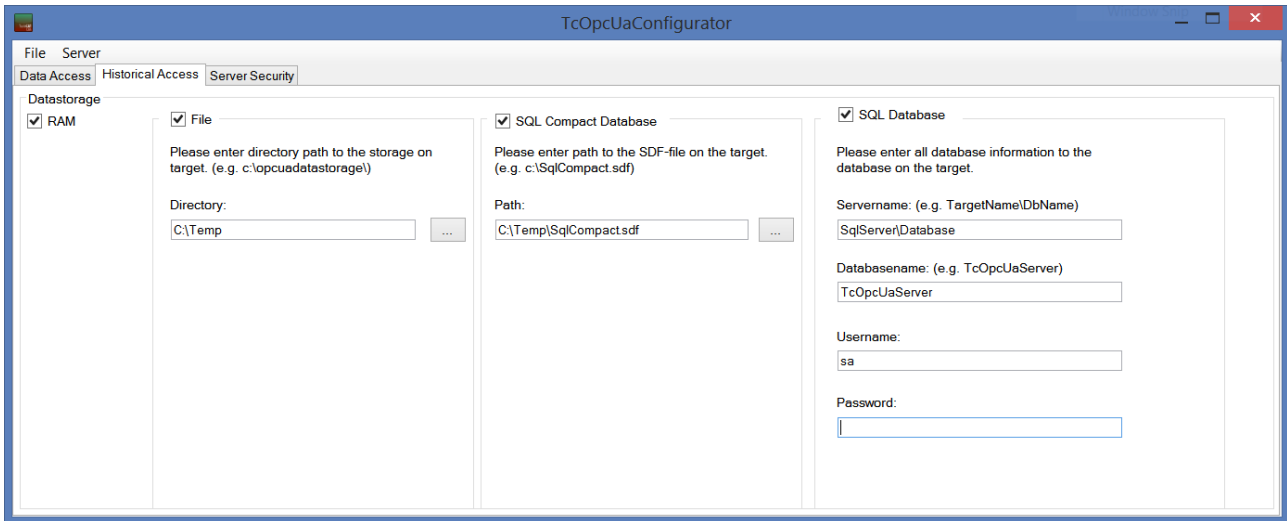 TcOpcUaConfigurator
File Server
Data Access Historical Access Server Security
Datastorage
RAM
File
Please enter directory path to the storage on
target. (e.g. c:\opcuadatastorage\)
Directory:
C:\Temp
...
SQL Compact Database
Please enter path to the SDF-file on the target.
(e.g. c:\SqlCompact.sdf)
Path:
C:\Temp\SqlCompact.sdf
...
SQL Database
Please enter all database information to the
database on the target.
Servername: (e.g. TargetName\DbName)
SqlServer\Database
Databasename: (e.g. TcOpcUaServer)
TcOpcUaServer
Username:
sa
Password: